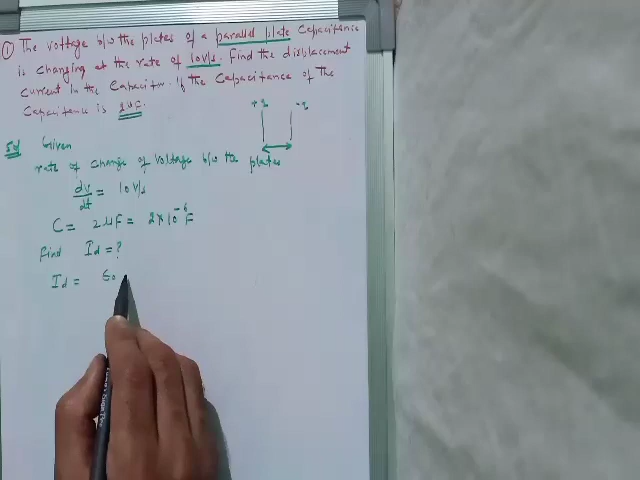 ① The voltage b/w the plates of a parallel plate Capacitance
is changing at the rate of 10v/s. Find the displacement
current in the Capacitor. If the Capacitance of the
Capacitance is 2μF.
+q -q
Sol Given
rate of change of voltage b/w the plates
dv/dt = 10 v/s
C = 2μF = 2×10⁻⁶F
Find Id = ?
Id = ε₀